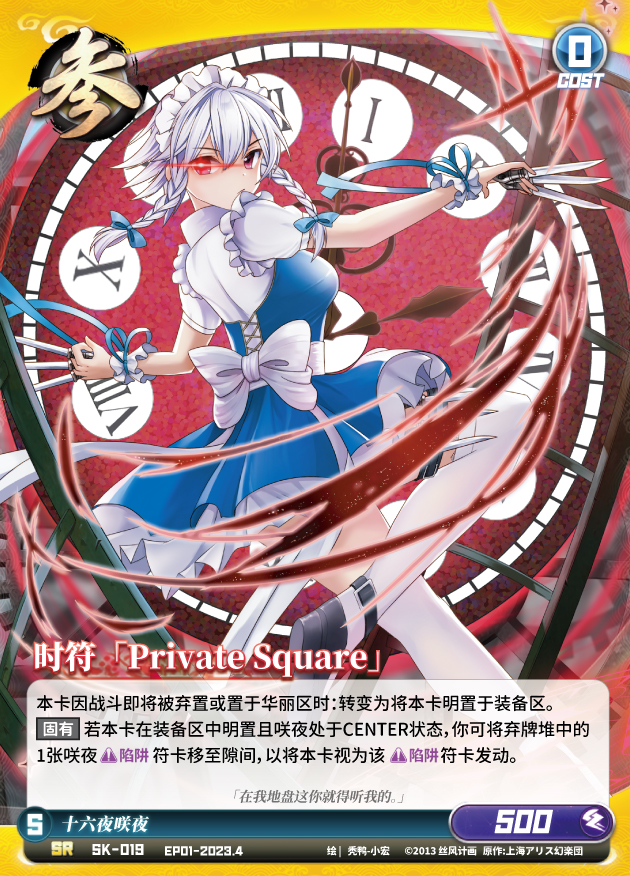 参
0
COST
I
X
VIII
时符「Private Square」
本卡因战斗即将被弃置或置于华丽区时:转变为将本卡明置于装备区。
固有 若本卡在装备区中明置且咲夜处于CENTER状态,你可将弃牌堆中的
1张咲夜 陷阱 符卡移至隙间,以将本卡视为该 陷阱 符卡发动。
「在我地盘这你就得听我的。」
S 十六夜咲夜
500
SR SK-019 EP01-2023.4 绘| 秃鸭-小宏 ©2013 丝风计画 原作:上海アリス幻楽団